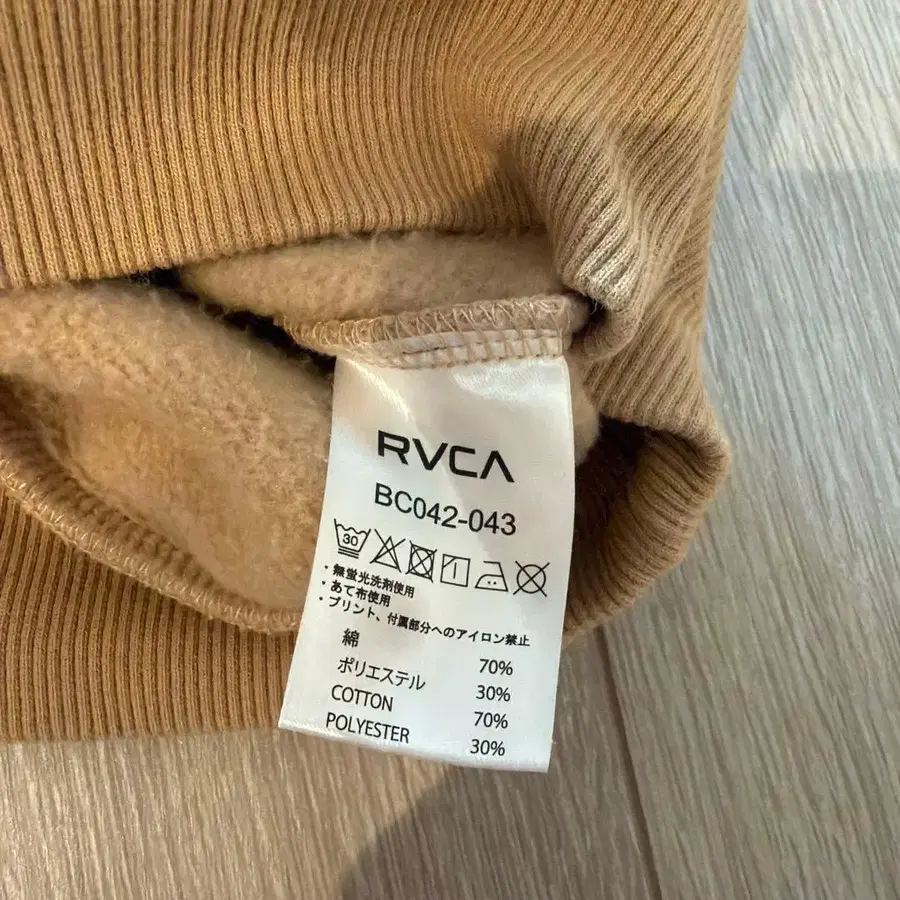 RVCA
BC042-043
30
・無蛍光洗剤使用
・あて布使用
・プリント、付属部分へのアイロン禁止
綿 70%
ポリエステル 30%
COTTON 70%
POLYESTER 30%